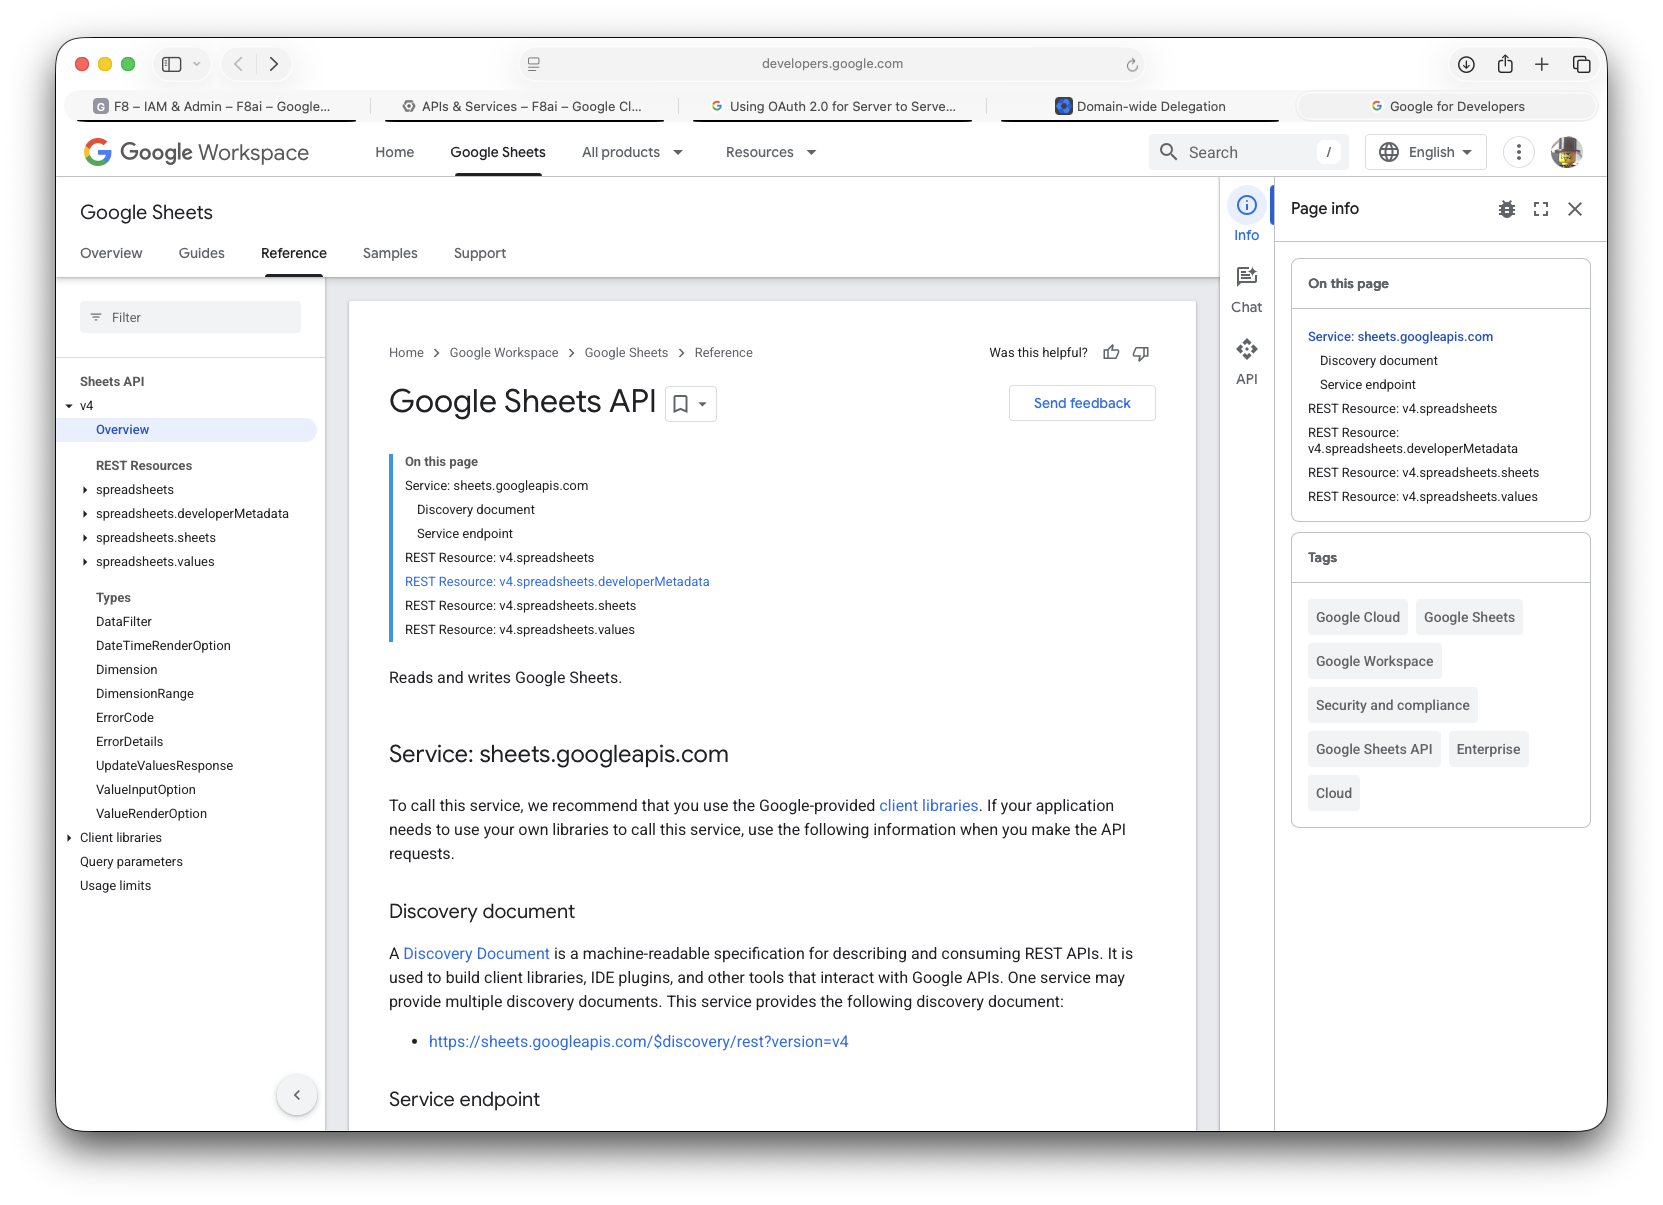 developers.google.com
F8 – IAM & Admin – F8ai – Google...
APIs & Services – F8ai – Google Cl...
Using OAuth 2.0 for Server to Serve...
Domain-wide Delegation
Google for Developers
Google Workspace
Home
Google Sheets
All products
Resources
Search
/
English
Google Sheets
Overview
Guides
Reference
Samples
Support
Filter
Sheets API
v4
Overview
REST Resources
spreadsheets
spreadsheets.developerMetadata
spreadsheets.sheets
spreadsheets.values
Types
DataFilter
DateTimeRenderOption
Dimension
DimensionRange
ErrorCode
ErrorDetails
UpdateValuesResponse
ValueInputOption
ValueRenderOption
Client libraries
Query parameters
Usage limits
Home > Google Workspace > Google Sheets > Reference
Was this helpful?
Google Sheets API
Send feedback
On this page
Service: sheets.googleapis.com
Discovery document
Service endpoint
REST Resource: v4.spreadsheets
REST Resource: v4.spreadsheets.developerMetadata
REST Resource: v4.spreadsheets.sheets
REST Resource: v4.spreadsheets.values
Reads and writes Google Sheets.
Service: sheets.googleapis.com
To call this service, we recommend that you use the Google-provided client libraries. If your application
needs to use your own libraries to call this service, use the following information when you make the API
requests.
Discovery document
A Discovery Document is a machine-readable specification for describing and consuming REST APIs. It is
used to build client libraries, IDE plugins, and other tools that interact with Google APIs. One service may
provide multiple discovery documents. This service provides the following discovery document:
• https://sheets.googleapis.com/$discovery/rest?version=v4
Service endpoint
Info
Chat
API
Page info
On this page
Service: sheets.googleapis.com
Discovery document
Service endpoint
REST Resource: v4.spreadsheets
REST Resource:
v4.spreadsheets.developerMetadata
REST Resource: v4.spreadsheets.sheets
REST Resource: v4.spreadsheets.values
Tags
Google Cloud
Google Sheets
Google Workspace
Security and compliance
Google Sheets API
Enterprise
Cloud